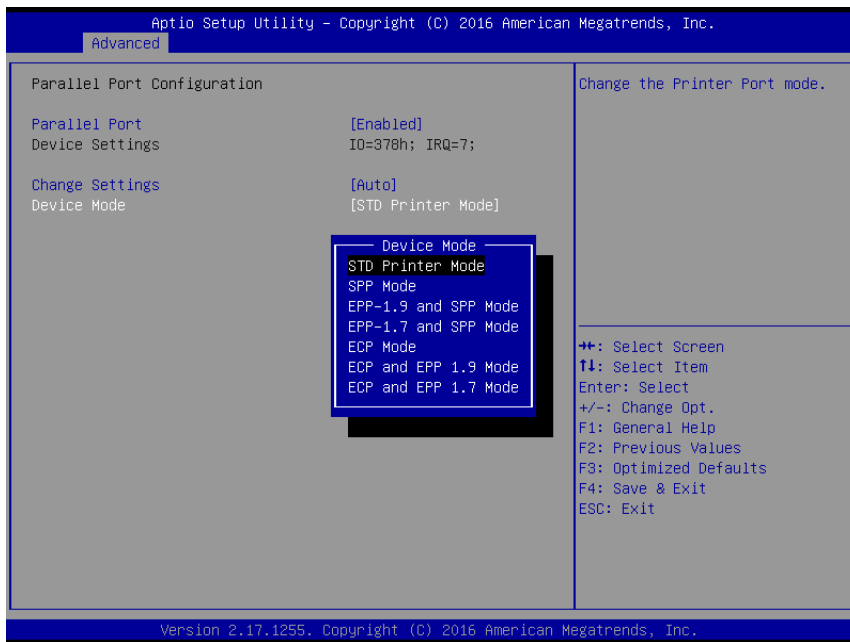 Aptio Setup Utility – Copyright (C) 2016 American Megatrends, Inc.
Advanced
Parallel Port Configuration
Parallel Port [Enabled]
Device Settings IO=378h; IRQ=7;
Change Settings [Auto]
Device Mode [STD Printer Mode]
Device Mode
STD Printer Mode
SPP Mode
EPP-1.9 and SPP Mode
EPP-1.7 and SPP Mode
ECP Mode
ECP and EPP 1.9 Mode
ECP and EPP 1.7 Mode
Change the Printer Port mode.
→←: Select Screen
↑↓: Select Item
Enter: Select
+/-: Change Opt.
F1: General Help
F2: Previous Values
F3: Optimized Defaults
F4: Save & Exit
ESC: Exit
Version 2.17.1255. Copyright (C) 2016 American Megatrends, Inc.